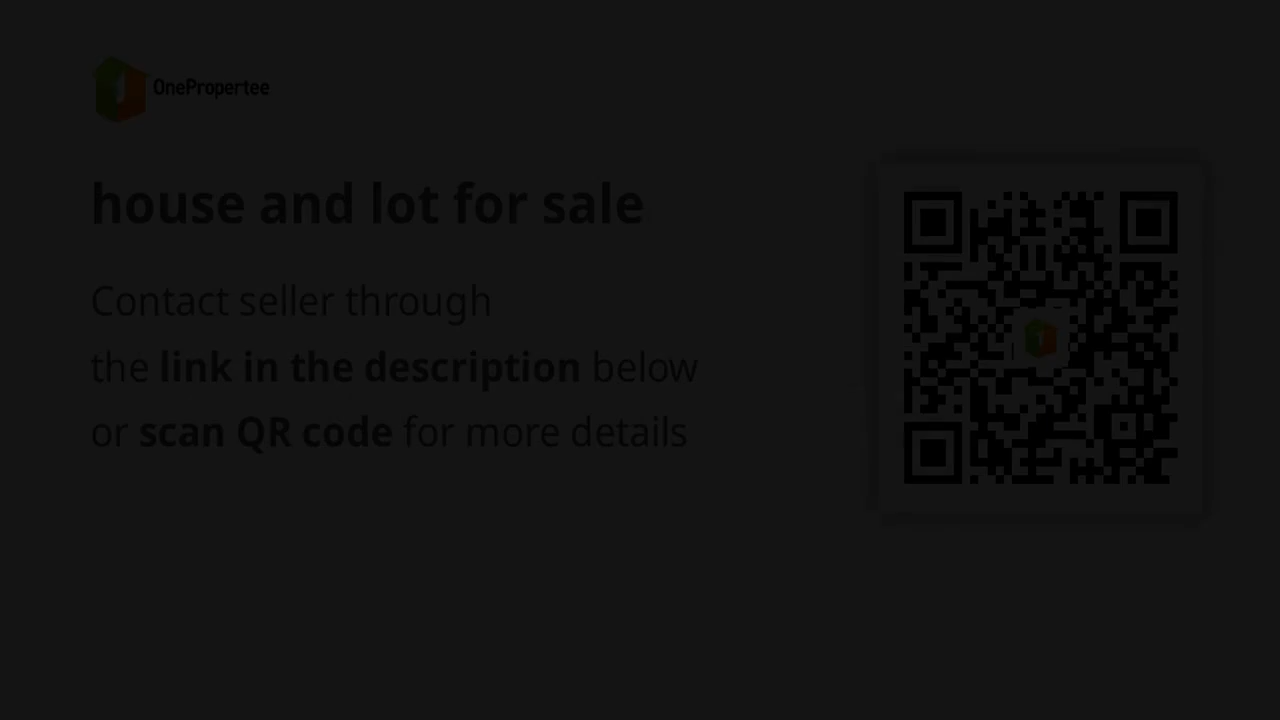 OnePropertee
house and lot for sale
Contact seller through
the link in the description below
or scan QR code for more details